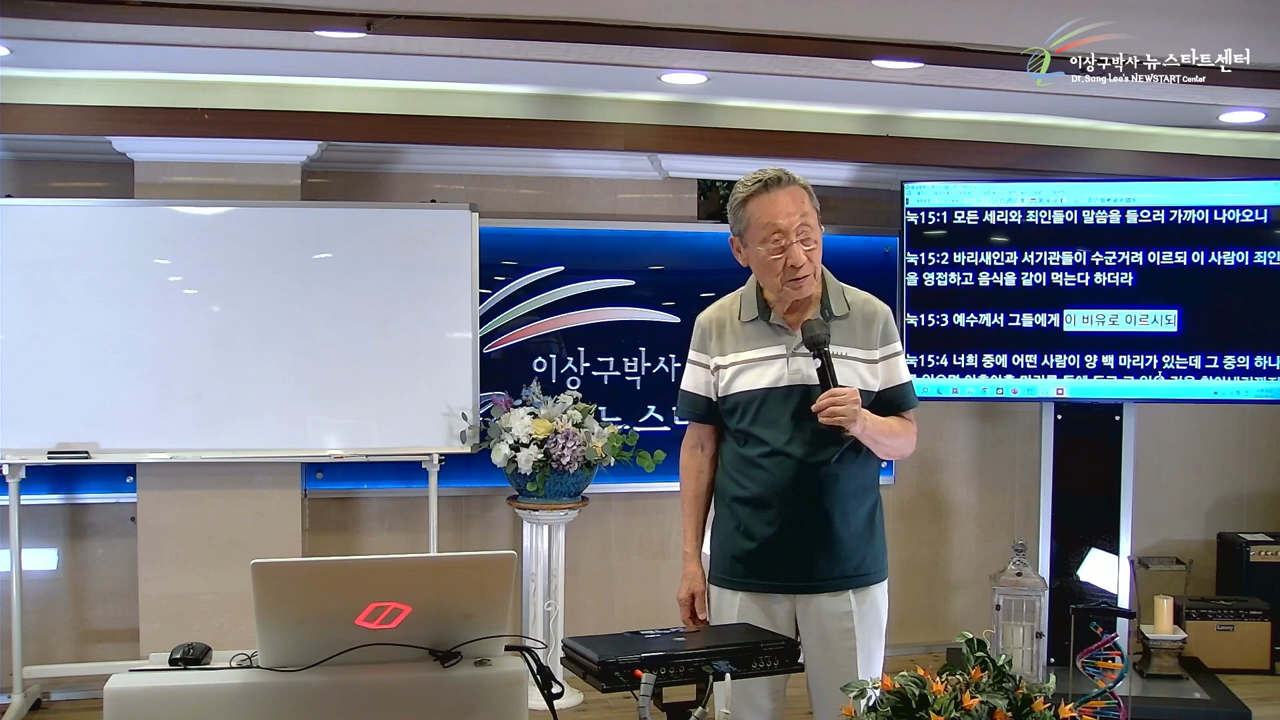 이상구박사 뉴스타트센터
Dr. Sang Lee's NEWSTART Center
눅15:1 모든 세리와 죄인들이 말씀을 들으러 가까이 나아오니
눅15:2 바리새인과 서기관들이 수군거려 이르되 이 사람이 죄인
을 영접하고 음식을 같이 먹는다 하더라
눅15:3 예수께서 그들에게 이 비유로 이르시되
눅15:4 너희 중에 어떤 사람이 양 백 마리가 있는데 그 중의 하나
이상구박사
뉴스타